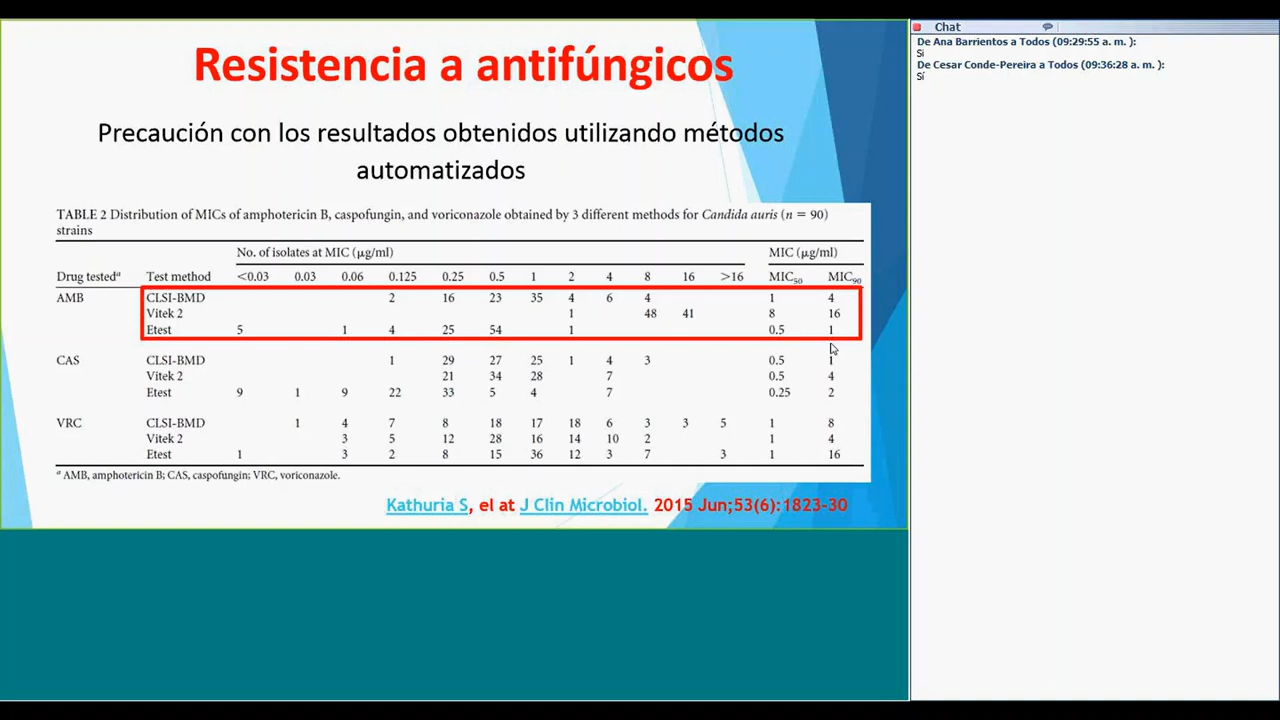 Resistencia a antifúngicos
Precaución con los resultados obtenidos utilizando métodos
automatizados
TABLE 2 Distribution of MICs of amphotericin B, caspofungin, and voriconazole obtained by 3 different methods for Candida auris (n = 90)
strains
No. of isolates at MIC (μg/ml) MIC (μg/ml)
Drug testedᵃ Test method <0.03 0.03 0.06 0.125 0.25 0.5 1 2 4 8 16 >16 MIC₅₀ MIC₉₀
AMB CLSI-BMD 2 16 23 35 4 6 4 1 4
Vitek 2 1 48 41 8 16
Etest 5 1 4 25 54 1 0.5 1
CAS CLSI-BMD 1 29 27 25 1 4 3 0.5 1
Vitek 2 21 34 28 7 0.5 4
Etest 9 1 9 22 33 5 4 7 0.25 2
VRC CLSI-BMD 1 4 7 8 18 17 18 6 3 3 5 1 8
Vitek 2 3 5 12 28 16 14 10 2 1 4
Etest 1 3 2 8 15 36 12 3 7 3 1 16
ᵃ AMB, amphotericin B; CAS, caspofungin; VRC, voriconazole.
Kathuria S, el at J Clin Microbiol. 2015 Jun;53(6):1823-30
Chat
De Ana Barrientos a Todos (09:29:55 a. m. ):
Si
De Cesar Conde-Pereira a Todos (09:36:28 a. m. ):
Sí